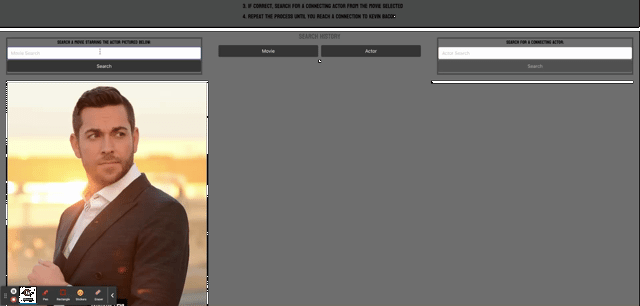 3. IF CORRECT, SEARCH FOR A CONNECTING ACTOR FROM THE MOVIE SELECTED
4. REPEAT THE PROCESS UNTIL YOU REACH A CONNECTION TO KEVIN BACON
SEARCH HISTORY
SEARCH A MOVIE STARRING THE ACTOR PICTURED BELOW:
Movie Search
Search
Movie
Actor
SEARCH FOR A CONNECTING ACTOR:
Actor Search
Search
Pen
Rectangle
Stickers
Eraser